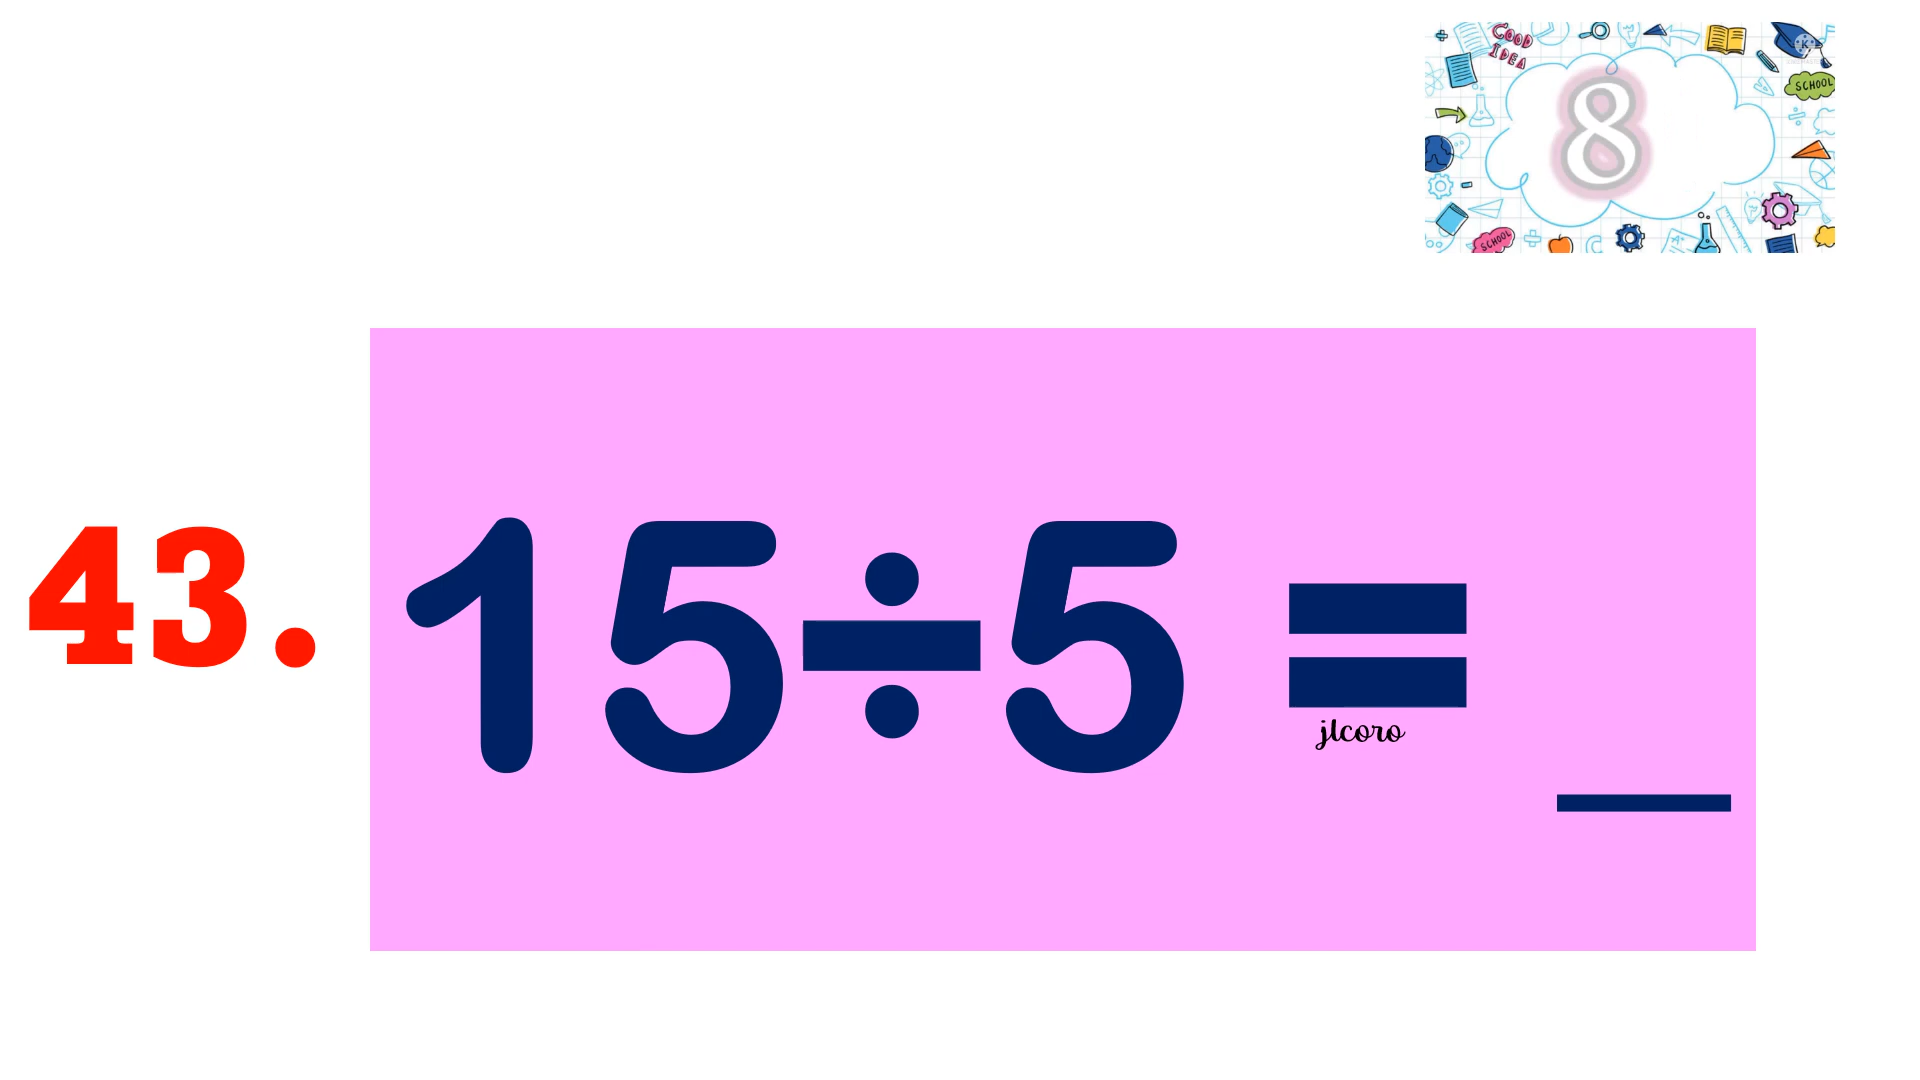 GOOD
IDEA
SCHOOL
8
SCHOOL
A+
43.
15÷5 = _
jlcoro